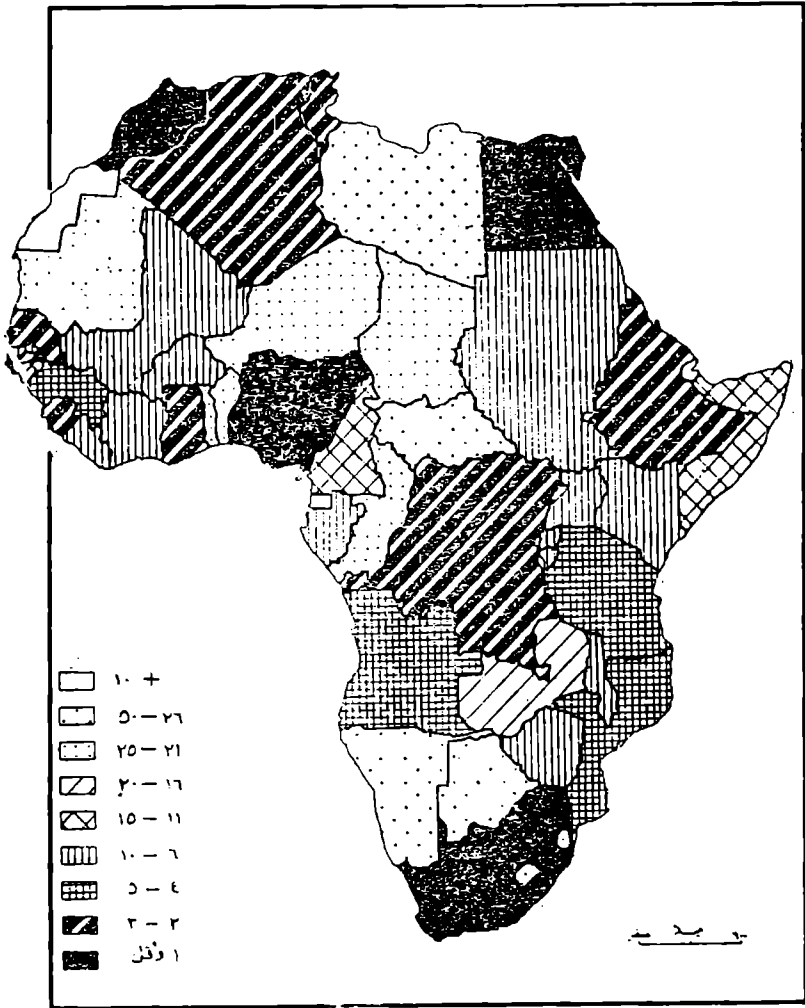 + ١٠
٢٦ – ٥٠
٢١ – ٢٥
١٦ – ٢٠
١١ – ١٥
٦ – ١٠
٤ – ٥
٢ – ٣
١ وأقل